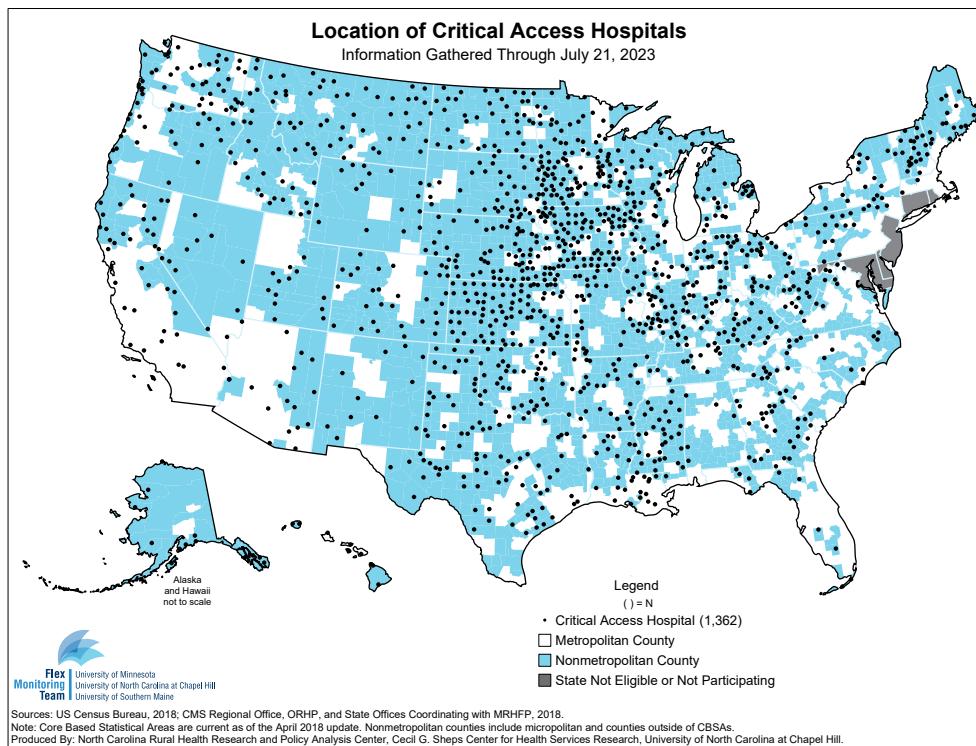 Location of Critical Access Hospitals
Information Gathered Through July 21, 2023
Alaska
and Hawaii
not to scale
Legend
( ) = N
Critical Access Hospital (1,362)
Metropolitan County
Nonmetropolitan County
State Not Eligible or Not Participating
Flex
Monitoring
Team
University of Minnesota
University of North Carolina at Chapel Hill
University of Southern Maine
Sources: US Census Bureau, 2018; CMS Regional Office, ORHP, and State Offices Coordinating with MRHFP, 2018.
Note: Core Based Statistical Areas are current as of the April 2018 update. Nonmetropolitan counties include micropolitan and counties outside of CBSAs.
Produced By: North Carolina Rural Health Research and Policy Analysis Center, Cecil G. Sheps Center for Health Services Research, University of North Carolina at Chapel Hill.